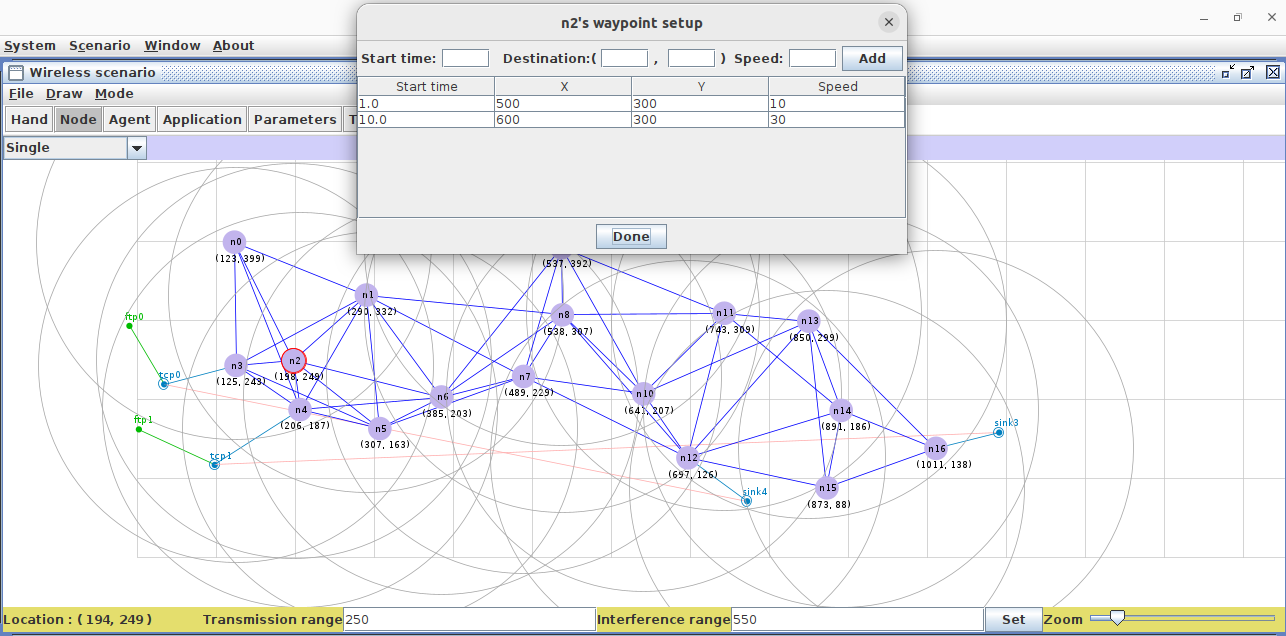 n2's waypoint setup
System Scenario Window About
Start time: Destination:( , ) Speed: Add
Wireless scenario
Start time X Y Speed
File Draw Mode
1.0 500 300 10
Hand Node Agent Application Parameters T
10.0 600 300 30
Single
Done
n0
(123, 399)
(537, 392)
n1
(290, 332)
ftp0
n8
(538, 307)
n11
(743, 309)
n13
(850, 299)
n3
(125, 243)
n2
(198, 249)
tcp0
n7
(489, 229)
n6
(385, 203)
n10
(641, 207)
n4
(206, 187)
n14
(891, 186)
ftp1
n5
(307, 163)
sink3
tcp1
n12
(697, 126)
n16
(1011, 138)
sink4
n15
(873, 88)
Location : (194, 249) Transmission range 250 Interference range 550 Set Zoom